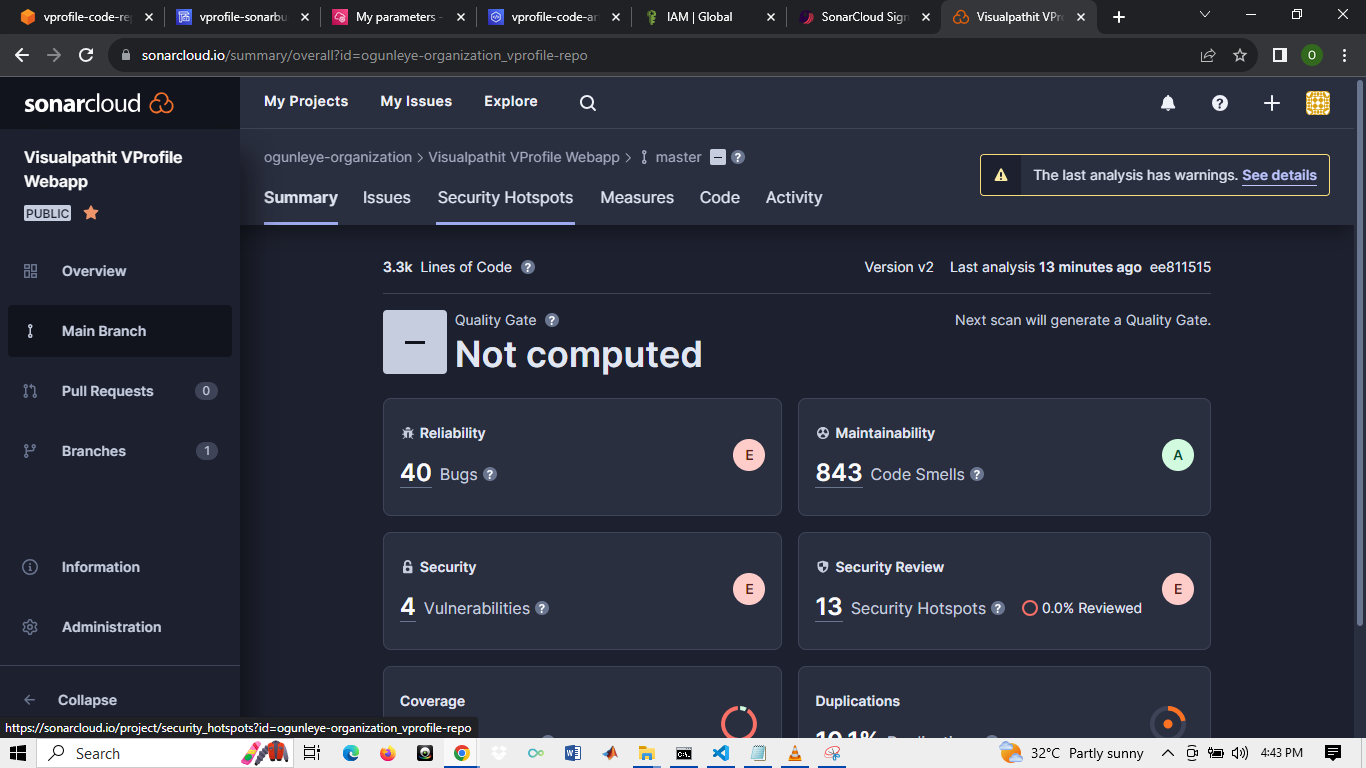 vprofile-code-rep
vprofile-sonarbu
My parameters -
vprofile-code-ar
IAM | Global
SonarCloud Sign
Visualpathit VPro
sonarcloud.io/summary/overall?id=ogunleye-organization_vprofile-repo
O
sonarcloud
My Projects
My Issues
Explore
Visualpathit VProfile
Webapp
PUBLIC
ogunleye-organization > Visualpathit VProfile Webapp > master
The last analysis has warnings. See details
Summary
Issues
Security Hotspots
Measures
Code
Activity
Overview
Main Branch
Pull Requests 0
Branches 1
Information
Administration
Collapse
3.3k Lines of Code ?
Version v2 Last analysis 13 minutes ago ee811515
Quality Gate ?
Next scan will generate a Quality Gate.
Not computed
Reliability
40 Bugs ?
E
Maintainability
843 Code Smells ?
A
Security
4 Vulnerabilities ?
E
Security Review
13 Security Hotspots ? 0.0% Reviewed
E
Coverage
Duplications
https://sonarcloud.io/project/security_hotspots?id=ogunleye-organization_vprofile-repo
Search
32°C Partly sunny
4:43 PM